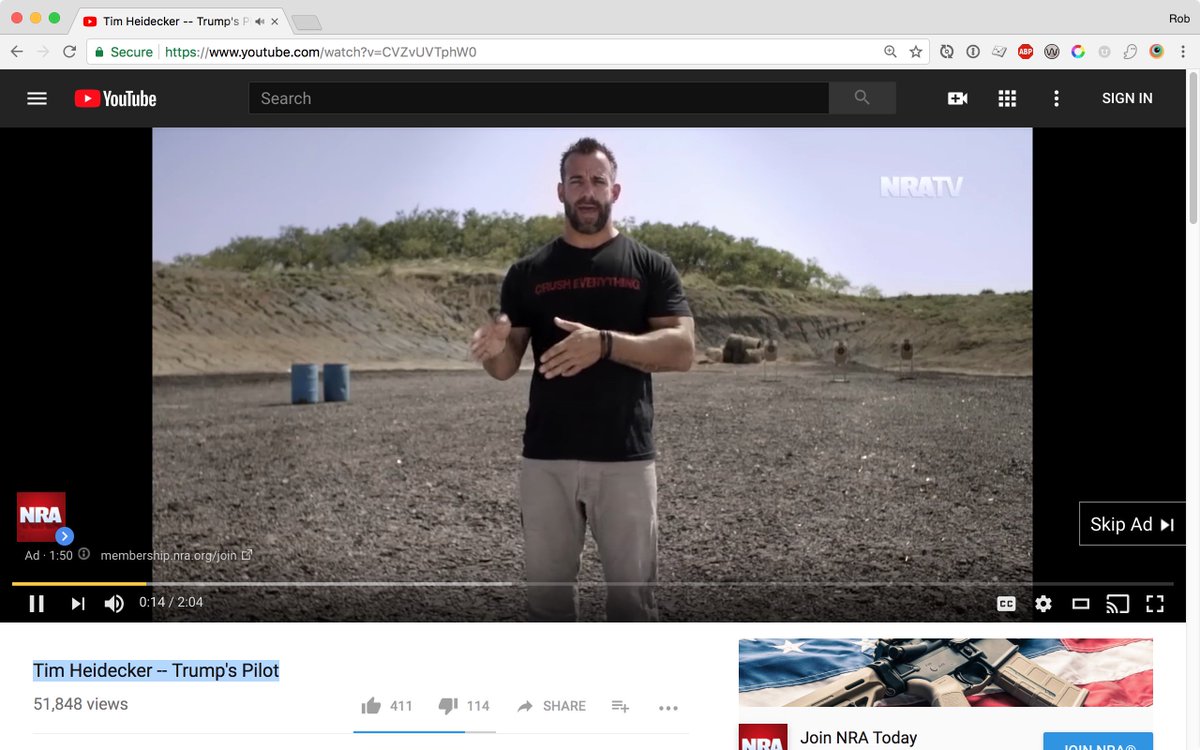 Tim Heidecker -- Trump's P
Rob
Secure
https://www.youtube.com/watch?v=CVZvUVTphW0
ABP
W
YouTube
Search
SIGN IN
NRATV
CRUSH EVERYTHING
NRA
Skip Ad
Ad · 1:50
membership.nra.org/join
0:14 / 2:04
CC
Tim Heidecker -- Trump's Pilot
51,848 views
411
114
SHARE
NRA
Join NRA Today
JOIN NRA®